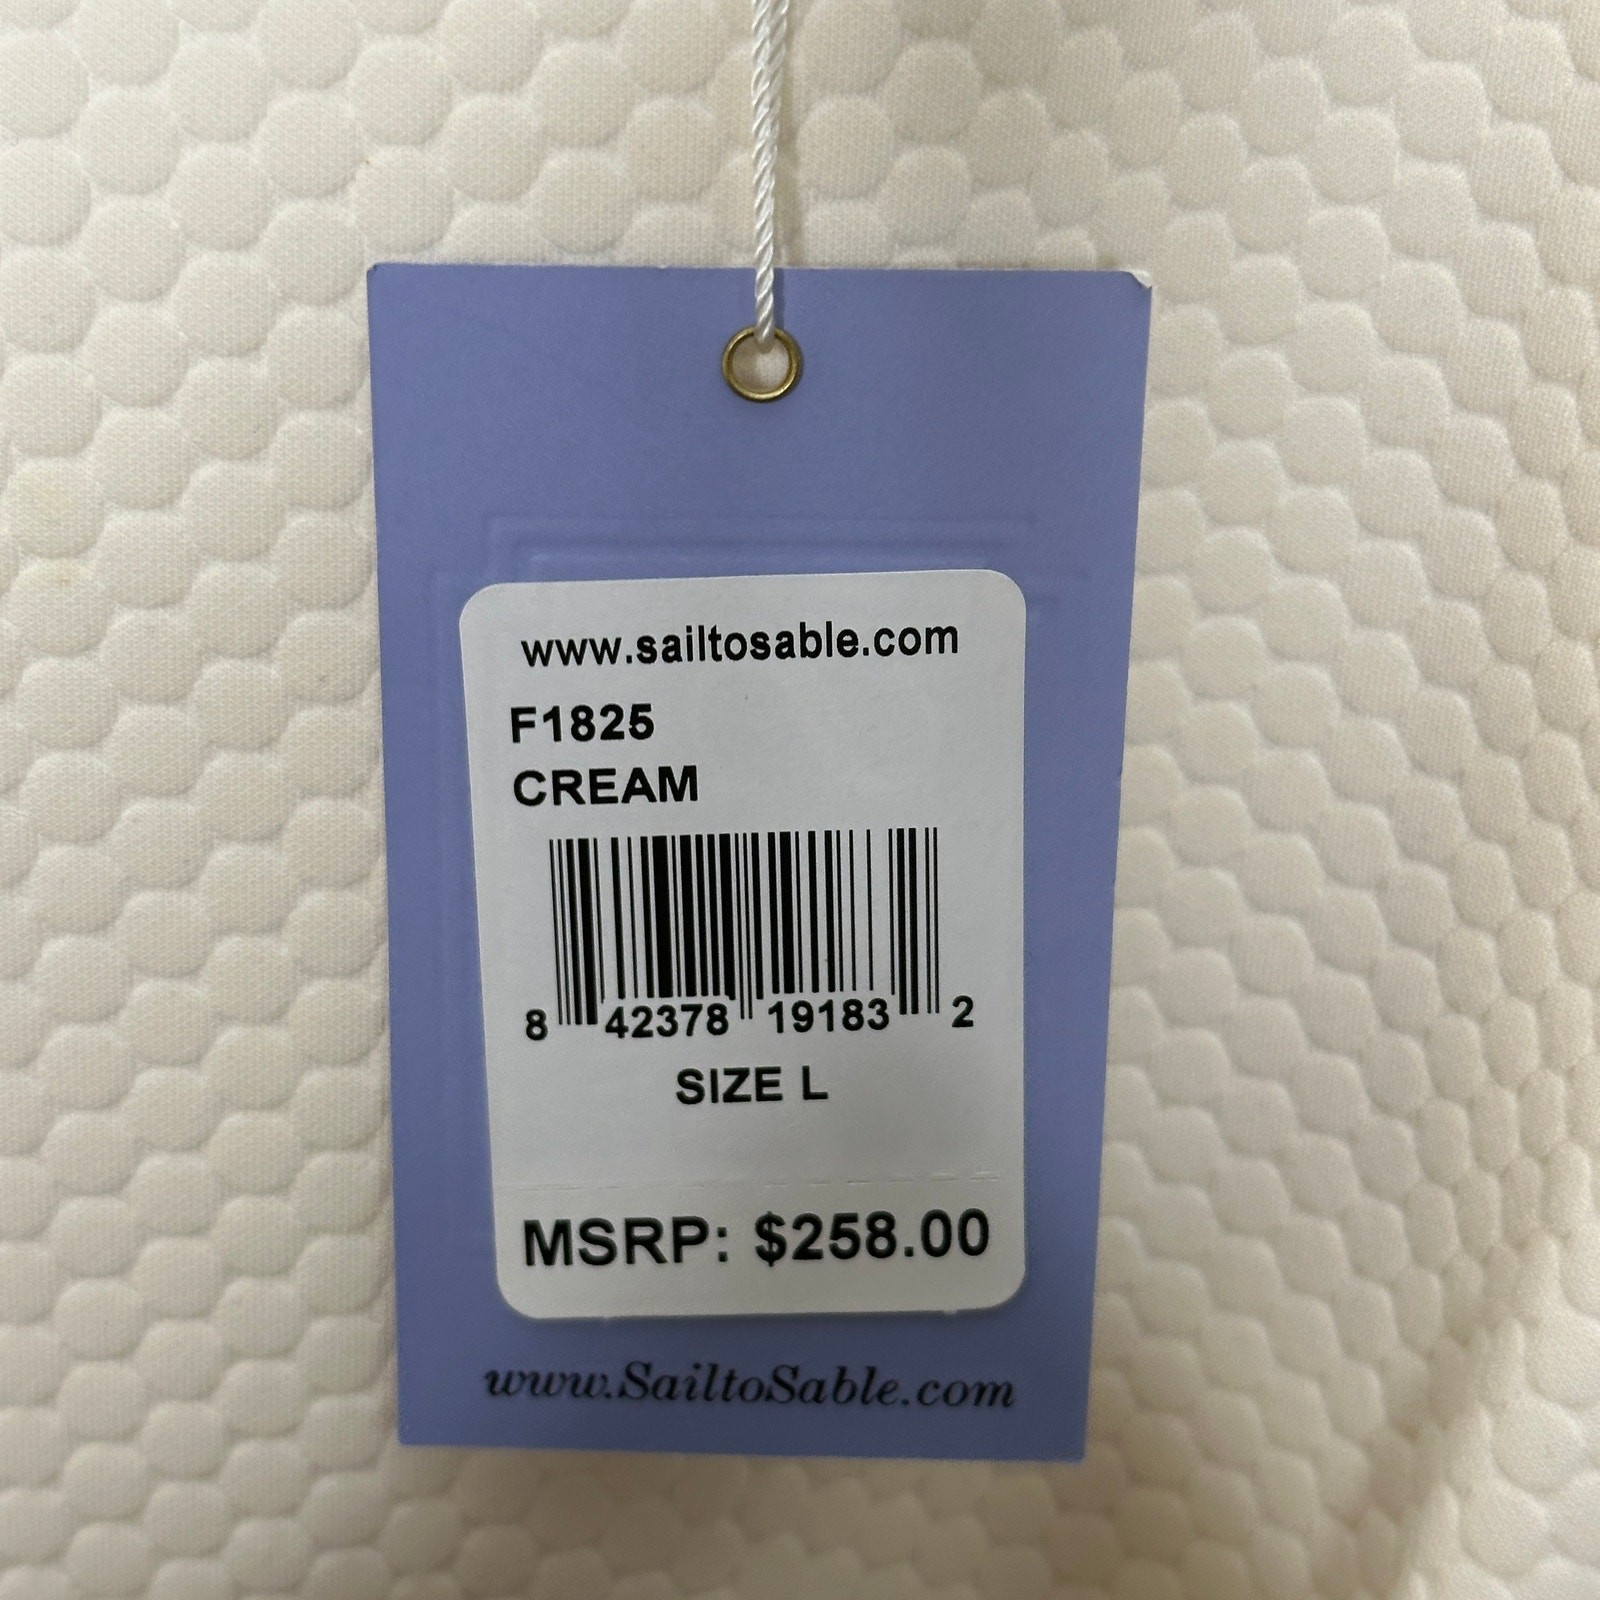 www.sailtosable.com
F1825
CREAM
8 42378 19183 2
SIZE L
MSRP: $258.00
www.SailtoSable.com